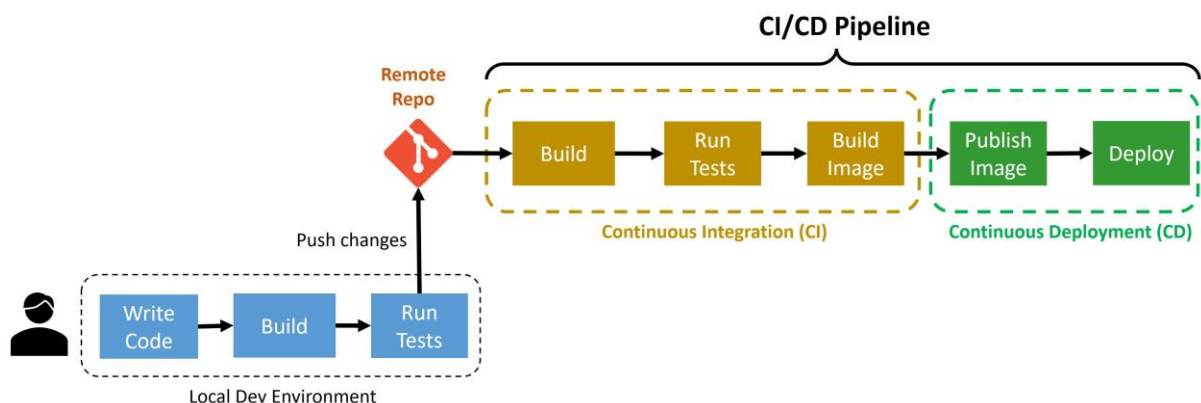 CI/CD Pipeline
Remote
Repo
Build
Run
Tests
Build
Image
Publish
Image
Deploy
Continuous Integration (CI)
Continuous Deployment (CD)
Push changes
Write
Code
Build
Run
Tests
Local Dev Environment